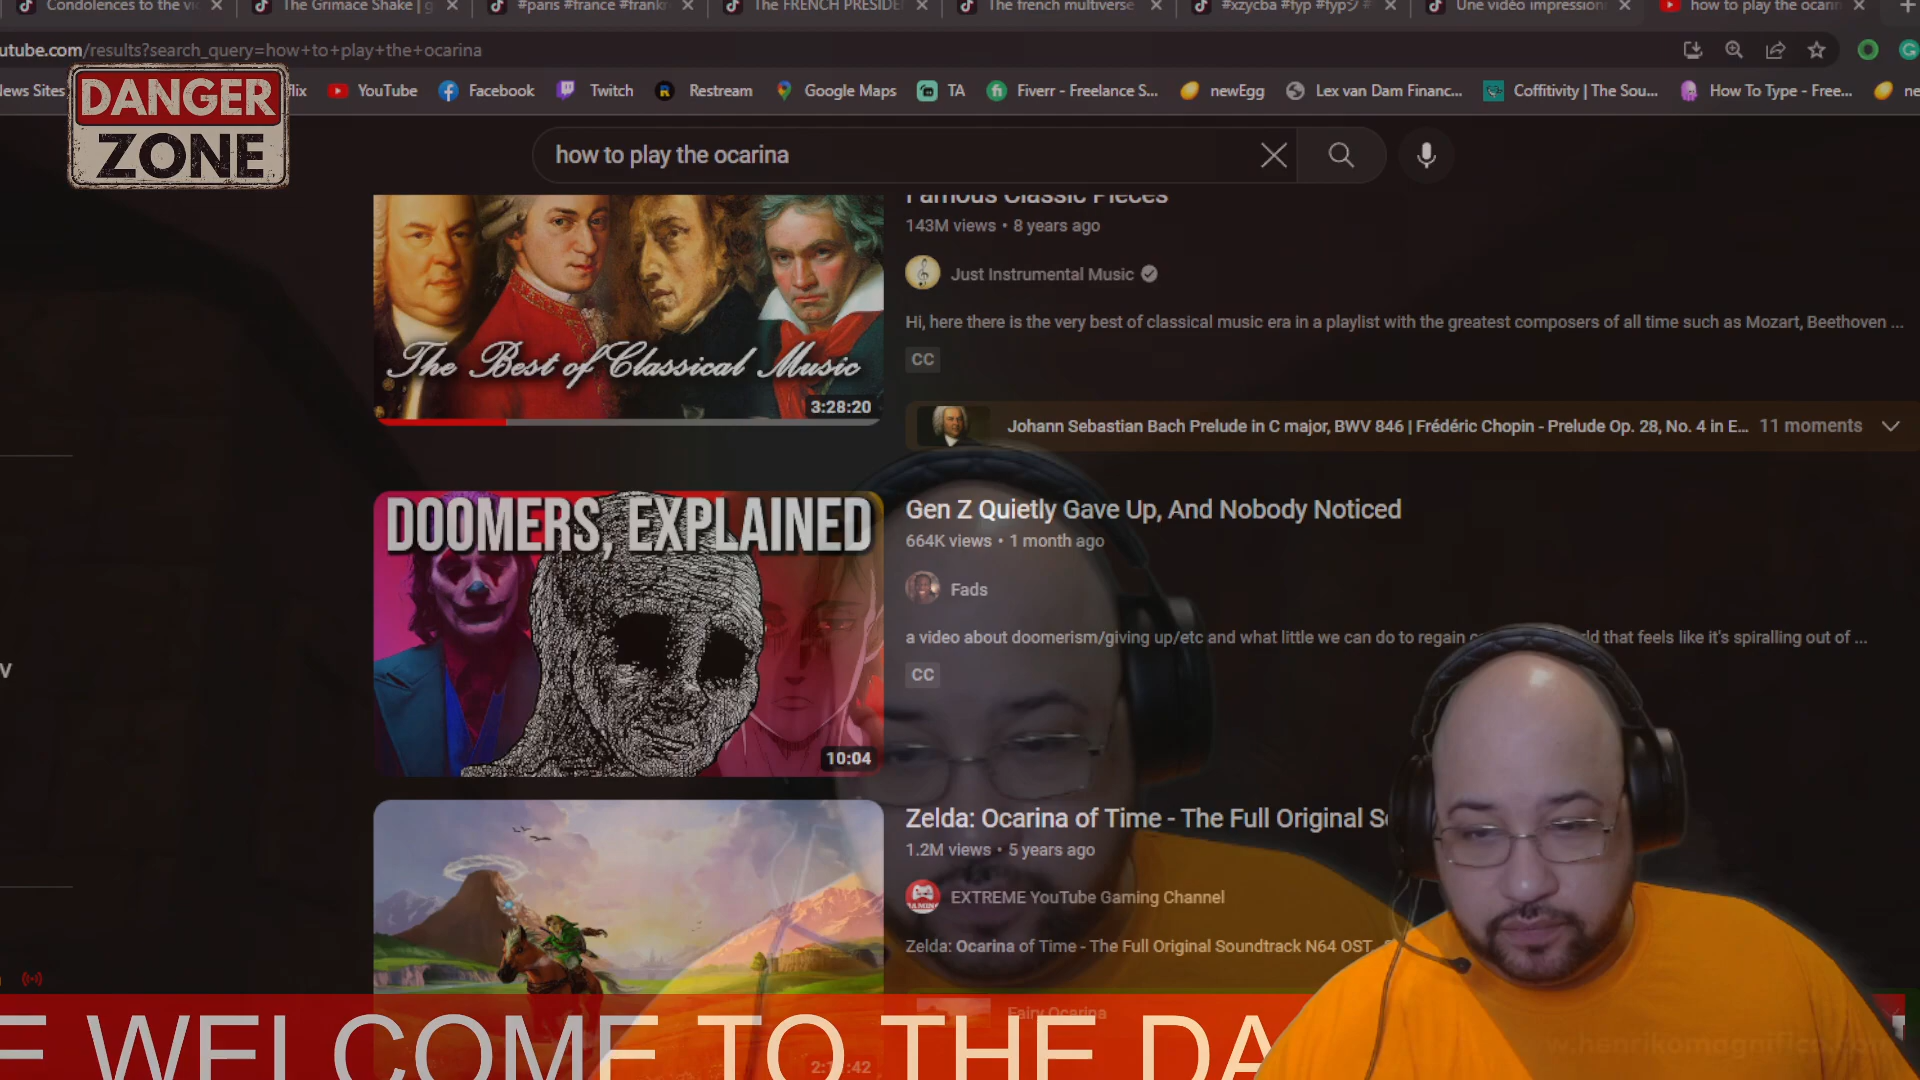 Condolences to the vi
The Grimace Shake | g
#paris #france #frank
The FRENCH PRESIDE
The french multiverse
#xzycba #fyp #fypシ #
Une vidéo impression
how to play the ocarin
utube.com/results?search_query=how+to+play+the+ocarina
News Sites
flix
YouTube
Facebook
Twitch
Restream
Google Maps
TA
Fiverr - Freelance S...
newEgg
Lex van Dam Financ...
Coffitivity | The Sou...
How To Type - Free...
ne
DANGER
ZONE
how to play the ocarina
Famous Classic Pieces
143M views • 8 years ago
Just Instrumental Music
Hi, here there is the very best of classical music era in a playlist with the greatest composers of all time such as Mozart, Beethoven ...
CC
The Best of Classical Music
3:28:20
Johann Sebastian Bach Prelude in C major, BWV 846 | Frédéric Chopin - Prelude Op. 28, No. 4 in E... 11 moments
DOOMERS, EXPLAINED
10:04
Gen Z Quietly Gave Up, And Nobody Noticed
664K views • 1 month ago
Fads
a video about doomerism/giving up/etc and what little we can do to regain
ld that feels like it's spiralling out of ...
CC
Zelda: Ocarina of Time - The Full Original S
1.2M views • 5 years ago
EXTREME YouTube Gaming Channel
Zelda: Ocarina of Time - The Full Original Soundtrack N64 OST
Fairy Ocarina
E WELCOME TO THE DA